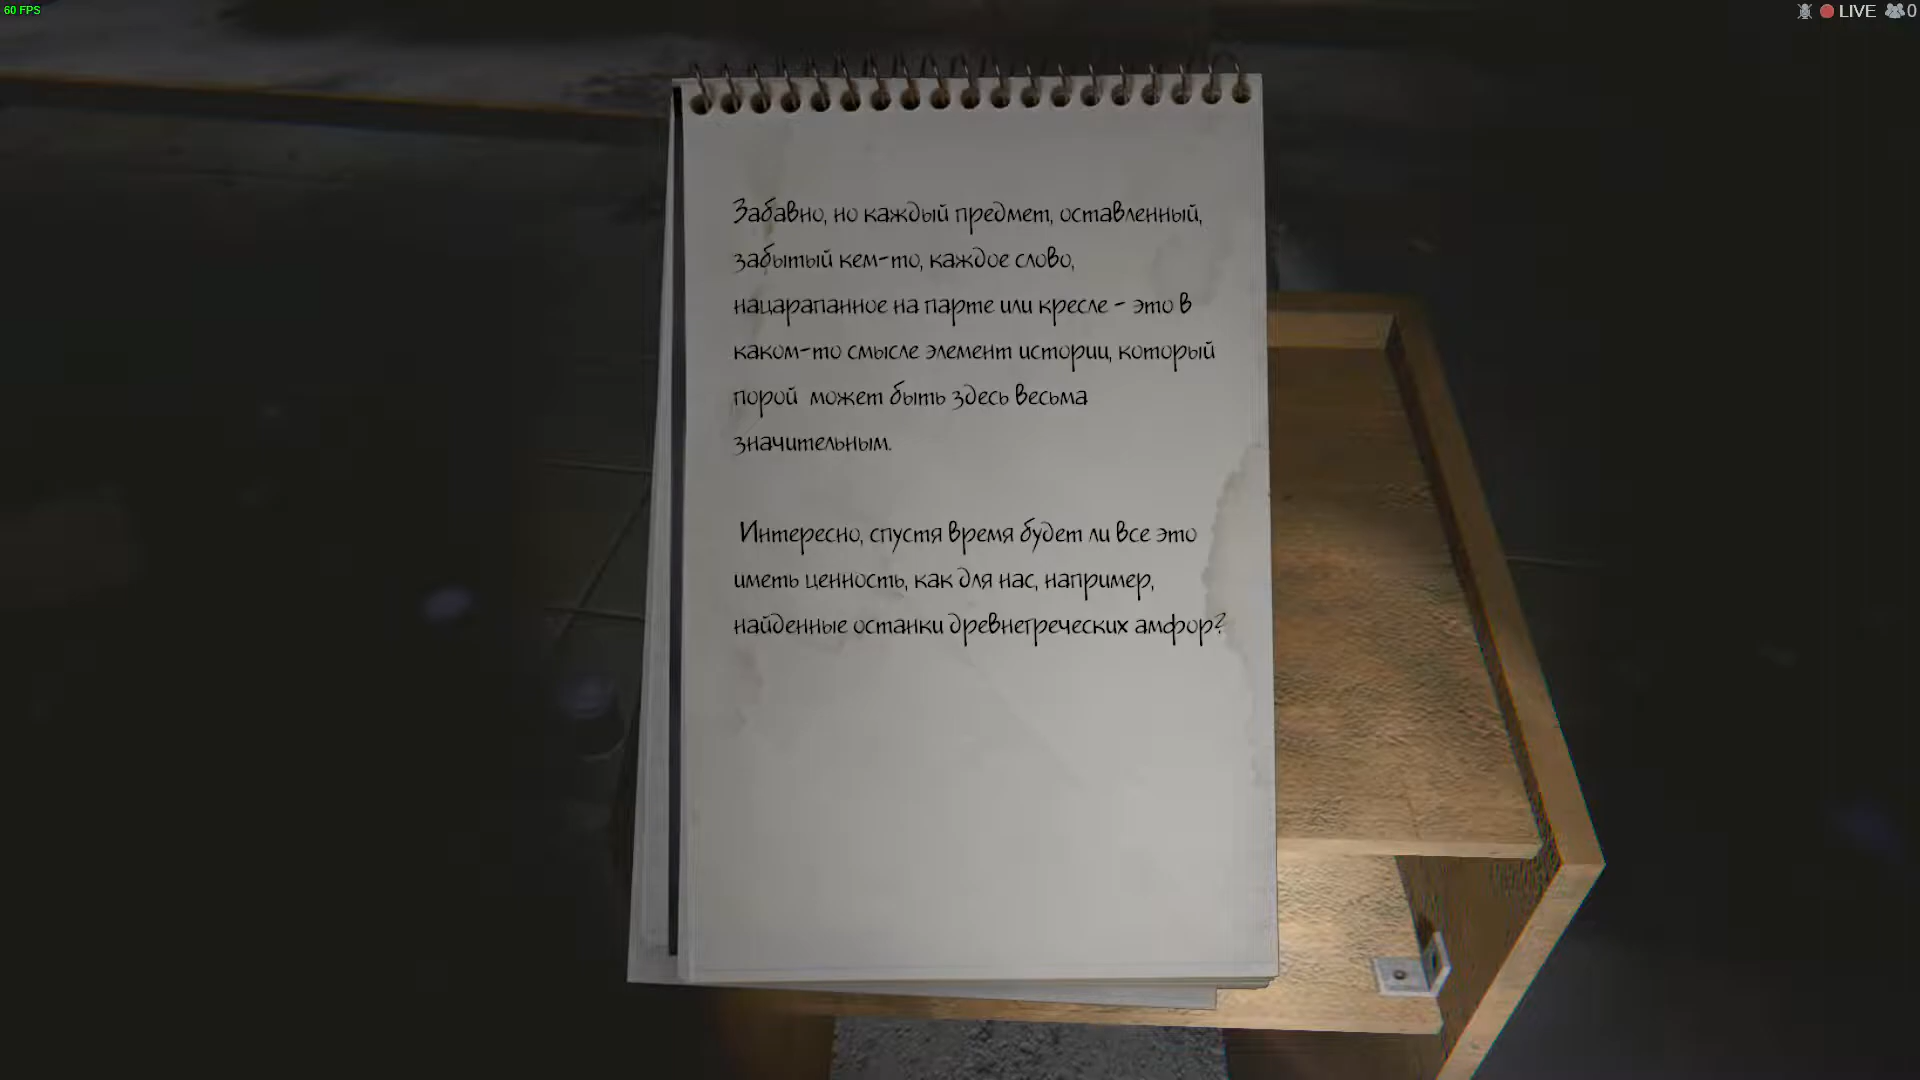 60 FPS
LIVE 0
Забавно, но каждый предмет, оставленный,
забытый кем-то, каждое слово,
нацарапанное на парте или кресле - это в
каком-то смысле элемент истории, который
порой может быть здесь весьма
значительным.
Интересно, спустя время будет ли все это
иметь ценность, как для нас, например,
найденные останки древнегреческих амфор?